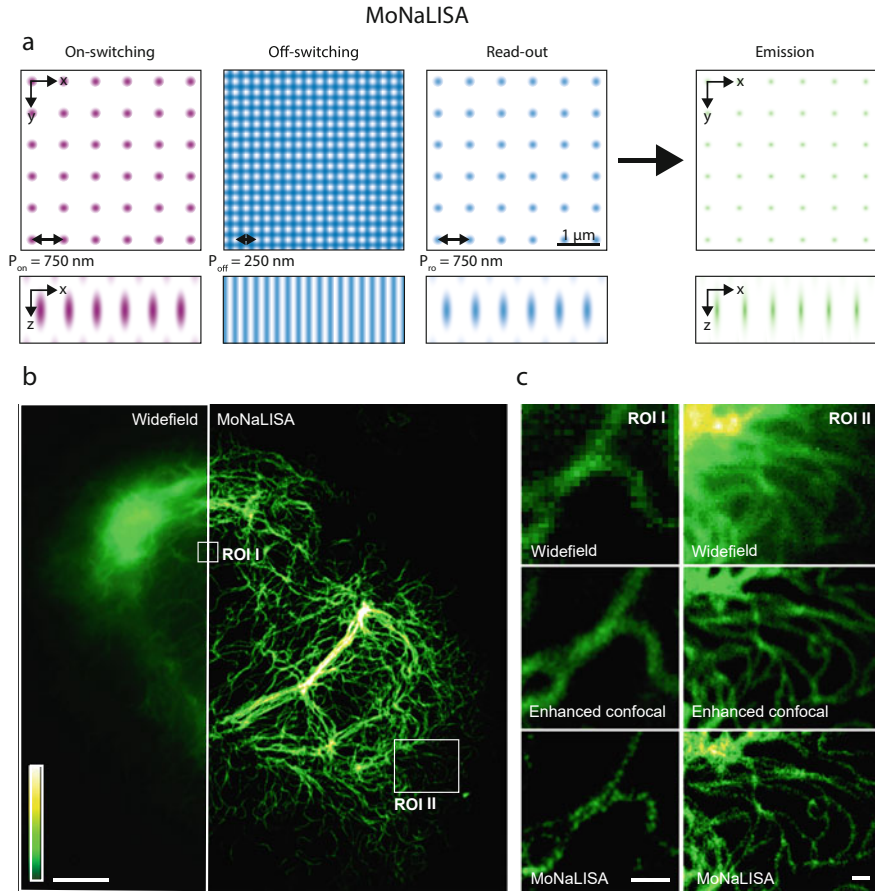 MoNaLISA
a
On-switching
Off-switching
Read-out
Emission
x
y
x
y
1 µm
P_on = 750 nm
P_off = 250 nm
P_ro = 750 nm
x
z
x
z
b
c
Widefield
MoNaLISA
ROI I
ROI II
ROI I
ROI II
Widefield
Widefield
Enhanced confocal
Enhanced confocal
MoNaLISA
MoNaLISA